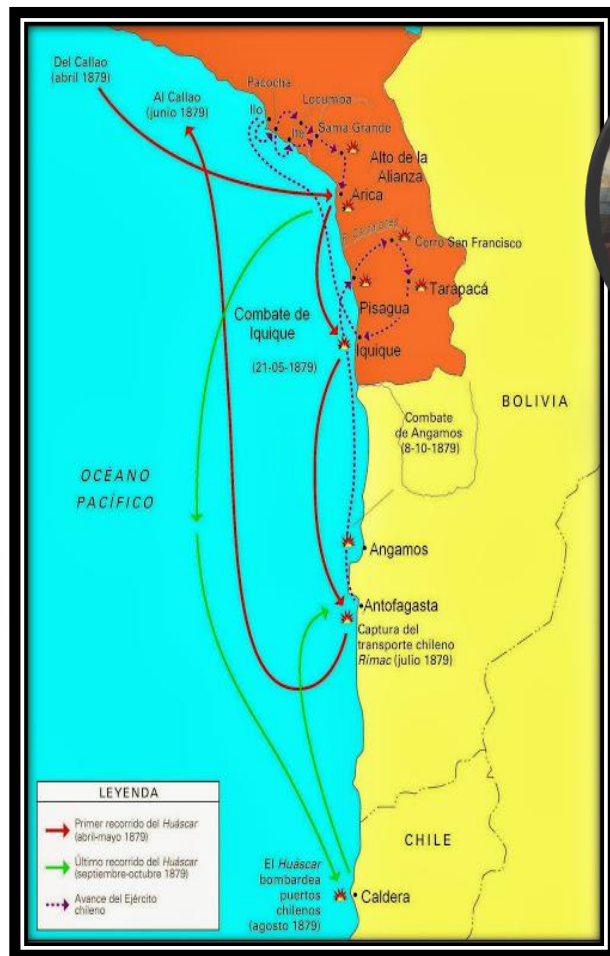 Del Callao
(abril 1879)
Al Callao
(junio 1879)
Pacocha
Locumba
Ilo
Ite
Sama Grande
Alto de la
Alianza
Arica
Cerro San Francisco
Pisagua
Tarapacá
Combate de
Iquique
(21-05-1879)
Iquique
BOLIVIA
Combate
de Angamos
(8-10-1879)
OCÉANO
PACÍFICO
Angamos
Antofagasta
Captura del
transporte chileno
Rímac (julio 1879)
LEYENDA
Primer recorrido del Huáscar
(abril-mayo 1879)
Último recorrido del Huáscar
(septiembre-octubre 1879)
Avance del Ejército
chileno
CHILE
El Huáscar
bombardea
puertos
chilenos
(agosto 1879)
Caldera